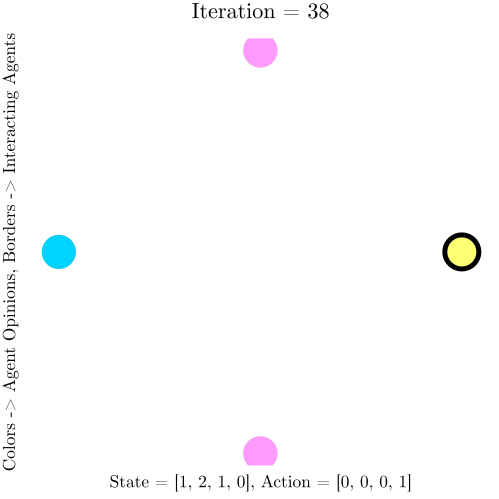 Iteration = 38
Colors -> Agent Opinions, Borders -> Interacting Agents
State = [1, 2, 1, 0], Action = [0, 0, 0, 1]